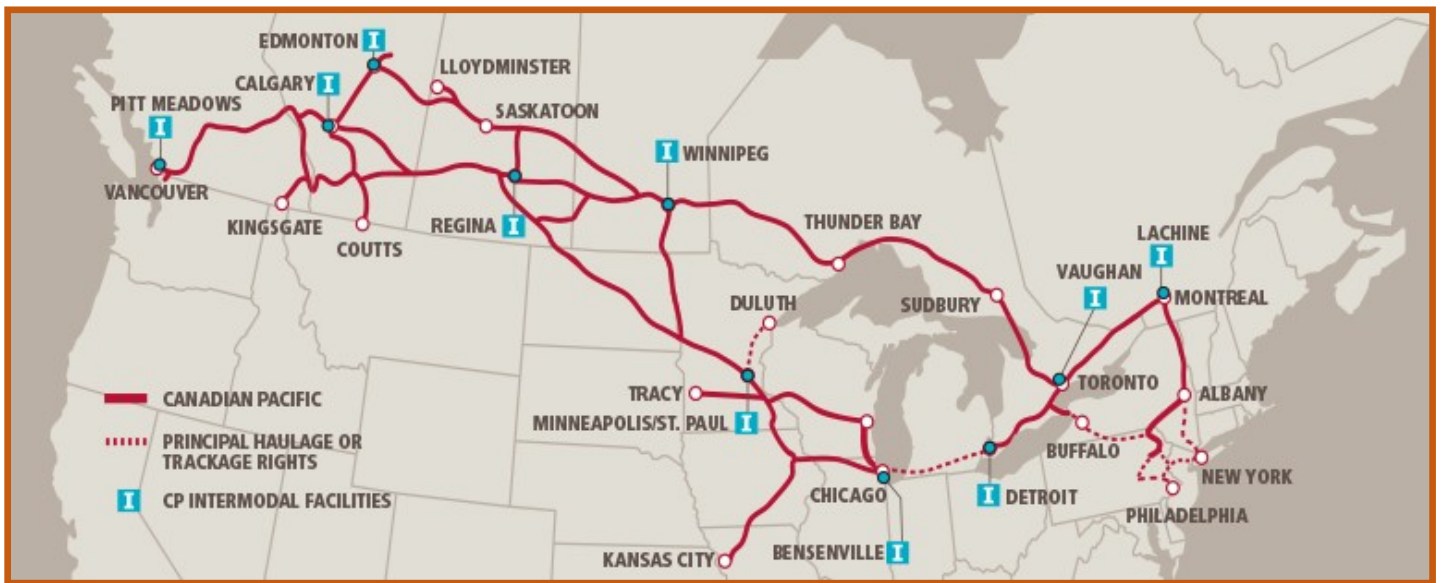 EDMONTON I
LLOYDMINSTER
CALGARY I
PITT MEADOWS
I
SASKATOON
I WINNIPEG
VANCOUVER
KINGSGATE
COUTTS
REGINA I
THUNDER BAY
LACHINE
I
VAUGHAN
I
MONTREAL
DULUTH
SUDBURY
CANADIAN PACIFIC
TRACY
TORONTO
ALBANY
MINNEAPOLIS/ST. PAUL I
PRINCIPAL HAULAGE OR
TRACKAGE RIGHTS
BUFFALO
NEW YORK
I CP INTERMODAL FACILITIES
CHICAGO
I DETROIT
PHILADELPHIA
KANSAS CITY
BENSENVILLE I